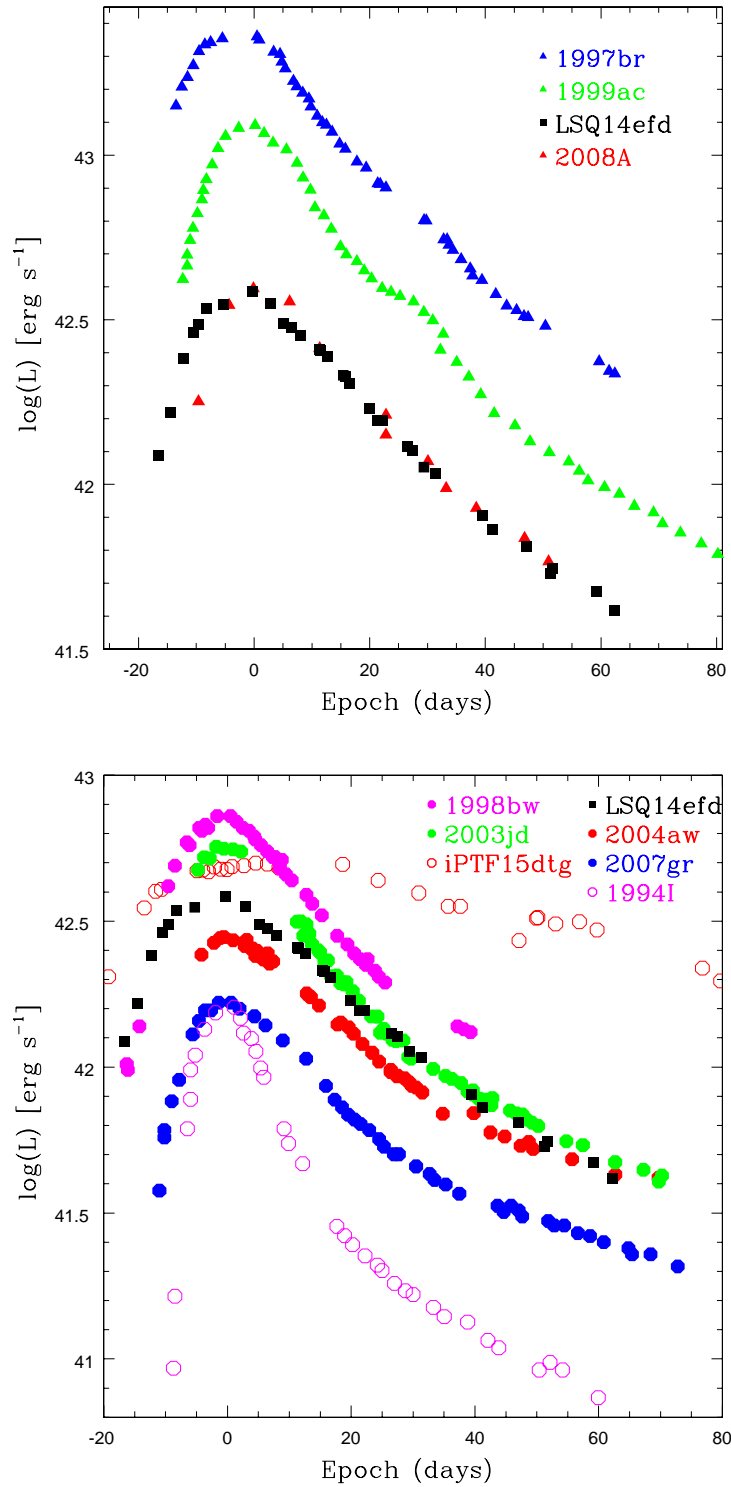 1997br
1999ac
LSQ14efd
2008A
43
42.5
42
41.5
log(L) [erg s⁻¹]
-20 0 20 40 60 80
Epoch (days)
43
42.5
42
41.5
41
log(L) [erg s⁻¹]
1998bw LSQ14efd
2003jd 2004aw
iPTF15dtg 2007gr
1994I
-20 0 20 40 60 80
Epoch (days)